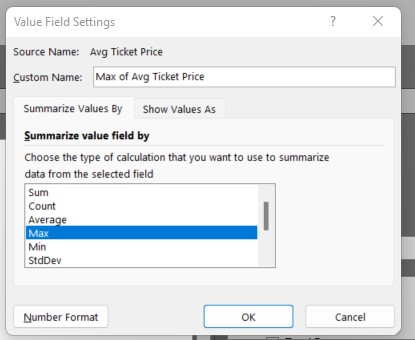 Value Field Settings ? ×
Source Name: Avg Ticket Price
Custom Name: Max of Avg Ticket Price
Summarize Values By Show Values As
Summarize value field by
Choose the type of calculation that you want to use to summarize
data from the selected field
Sum
Count
Average
Max
Min
StdDev
Number Format OK Cancel